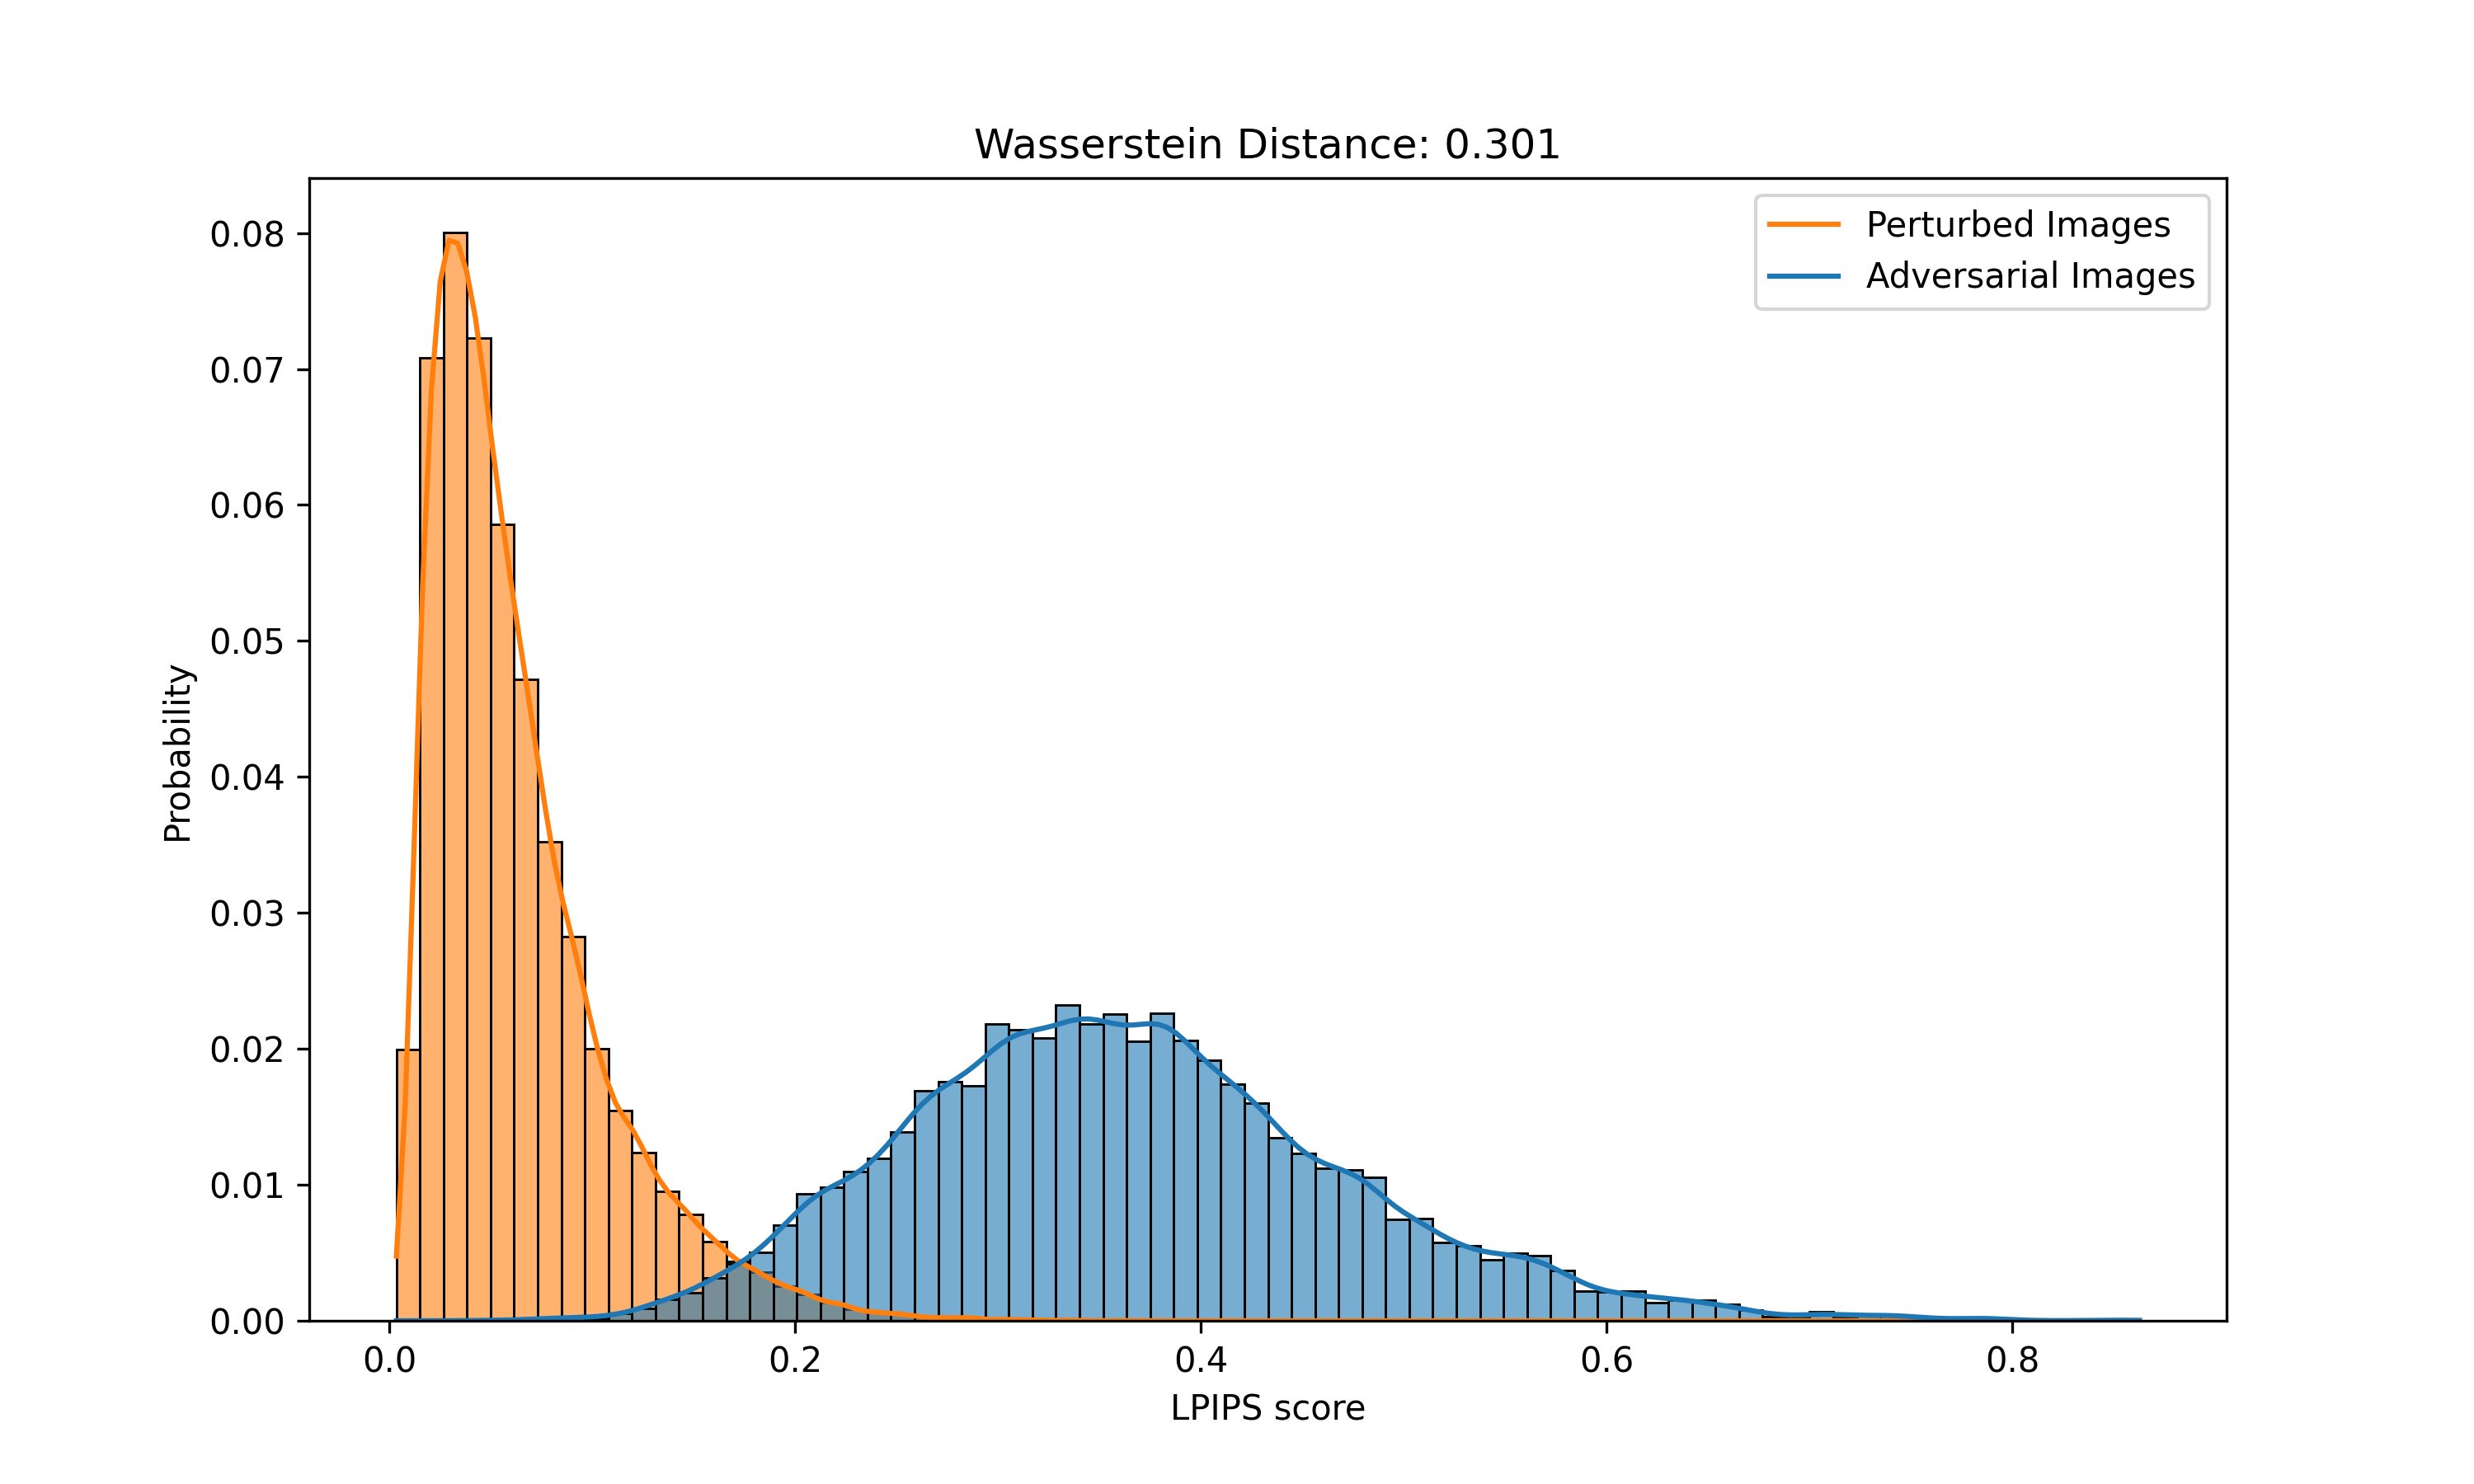 Wasserstein Distance: 0.301
Perturbed Images
Adversarial Images
0.08
0.07
0.06
0.05
0.04
0.03
0.02
0.01
0.00
Probability
0.0 0.2 0.4 0.6 0.8
LPIPS score